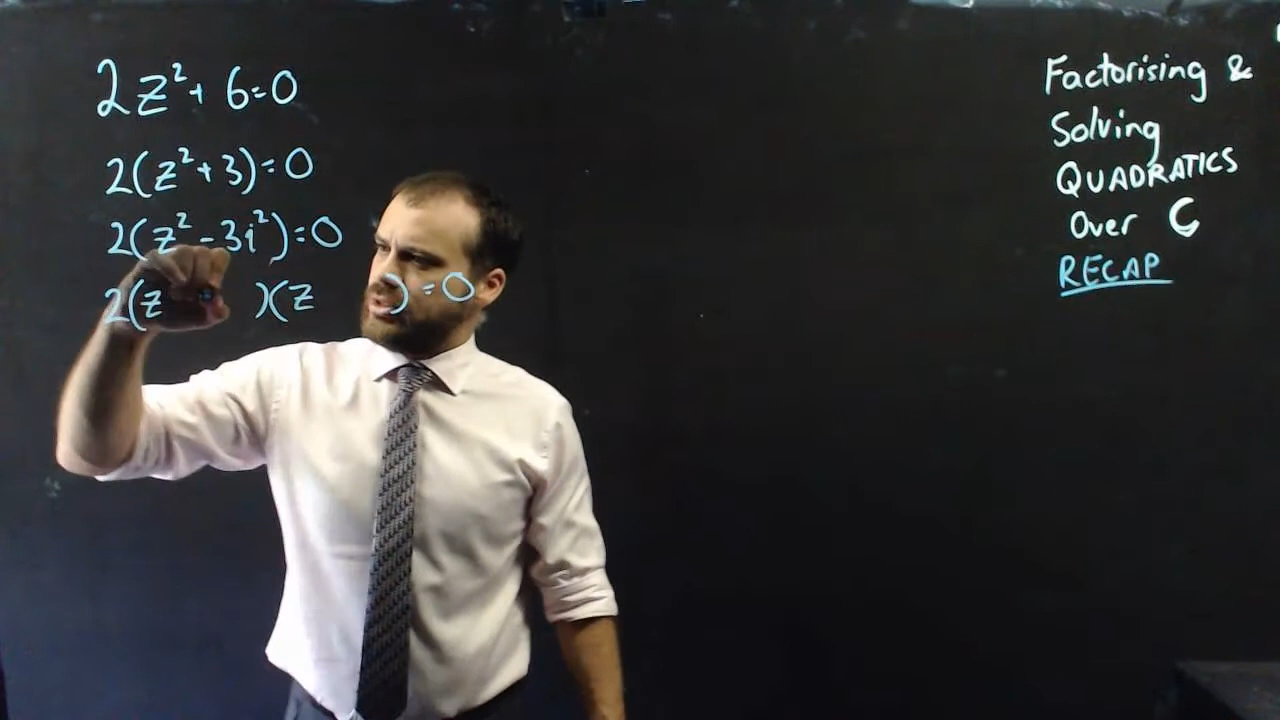 2z² + 6 = 0
2(z² + 3) = 0
2(z² - 3i²) = 0
2(z )(z ) = 0
Factorising &
Solving
QUADRATICS
Over C
RECAP